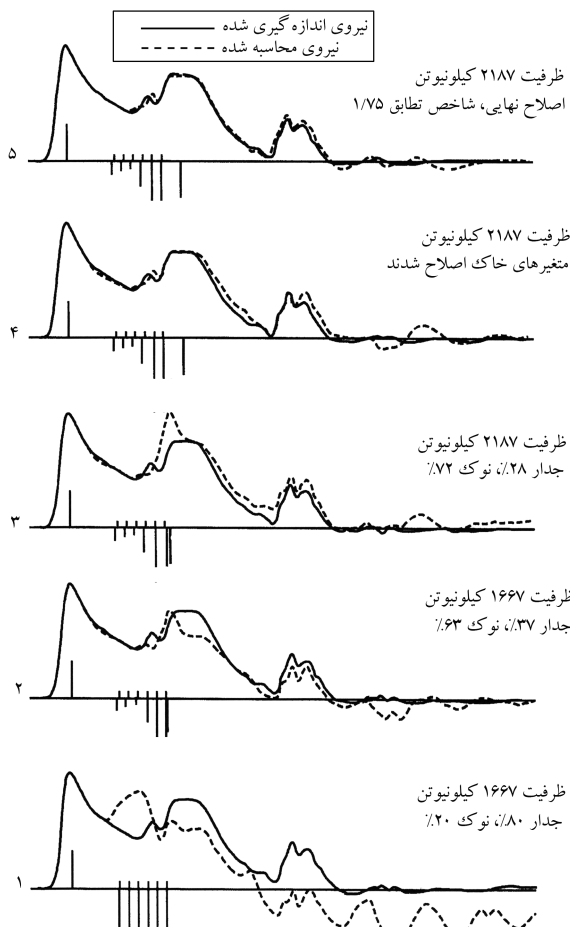 نیروی اندازه گیری شده
نیروی محاسبه شده
ظرفیت ۲۱۸۷ کیلونیوتن
اصلاح نهایی، شاخص تطابق ۱/۷۵
۵
ظرفیت ۲۱۸۷ کیلونیوتن
متغیرهای خاک اصلاح شدند
۴
ظرفیت ۲۱۸۷ کیلونیوتن
جدار ۲۸٪، نوک ۷۲٪
۳
ظرفیت ۱۶۶۷ کیلونیوتن
جدار ۳۷٪، نوک ۶۳٪
۲
ظرفیت ۱۶۶۷ کیلونیوتن
جدار ۸۰٪، نوک ۲۰٪
۱